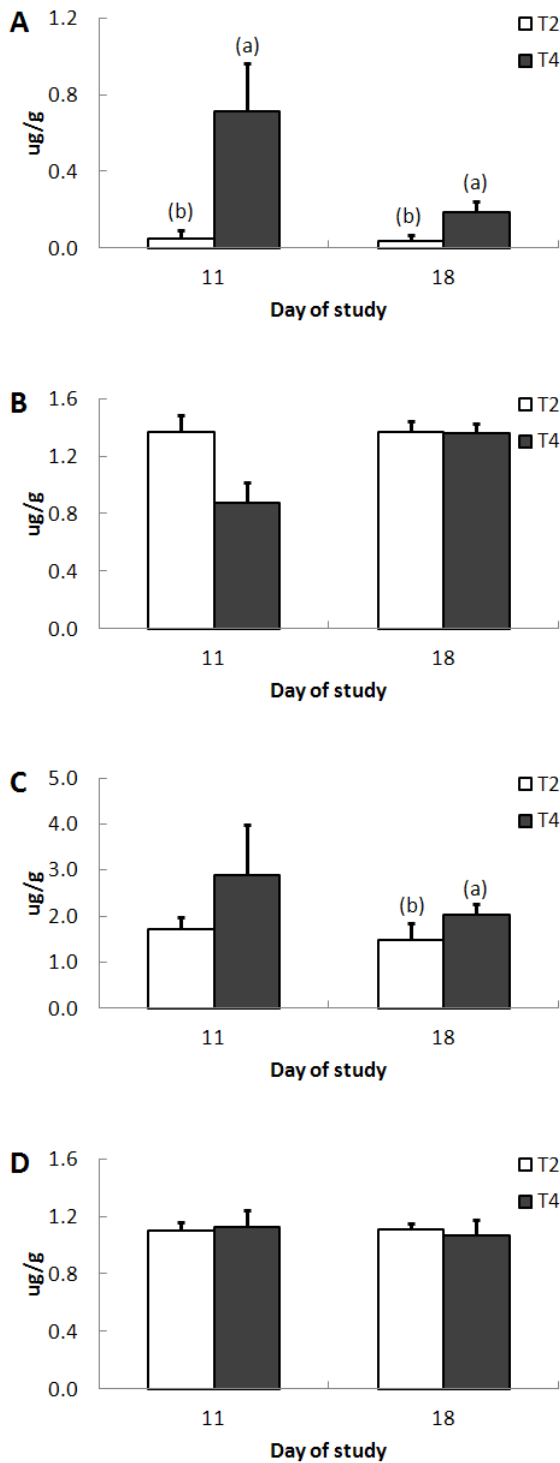 A
1.2
0.8
0.4
0.0
ug/g
(b) (a) (b) (a)
T2
T4
11 18
Day of study
B
1.6
1.2
0.8
0.4
0.0
ug/g
T2
T4
11 18
Day of study
C
5.0
4.0
3.0
2.0
1.0
0.0
ug/g
(b) (a)
T2
T4
11 18
Day of study
D
1.6
1.2
0.8
0.4
0.0
ug/g
T2
T4
11 18
Day of study